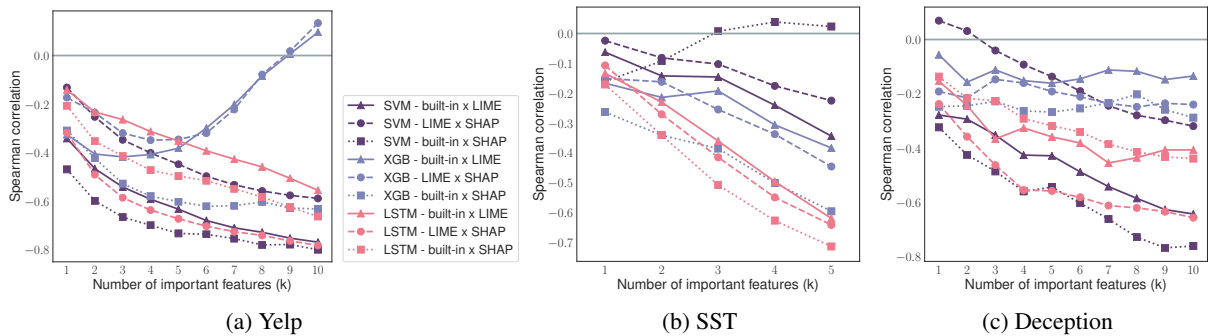 Spearman correlation
0.0
−0.2
−0.4
−0.6
−0.8
1 2 3 4 5 6 7 8 9 10
Number of important features (k)
(a) Yelp
SVM - built-in x LIME
SVM - LIME x SHAP
SVM - built-in x SHAP
XGB - built-in x LIME
XGB - LIME x SHAP
XGB - built-in x SHAP
LSTM - built-in x LIME
LSTM - LIME x SHAP
LSTM - built-in x SHAP
Spearman correlation
0.0
−0.1
−0.2
−0.3
−0.4
−0.5
−0.6
−0.7
1 2 3 4 5
Number of important features (k)
(b) SST
Spearman correlation
0.0
−0.2
−0.4
−0.6
−0.8
1 2 3 4 5 6 7 8 9 10
Number of important features (k)
(c) Deception